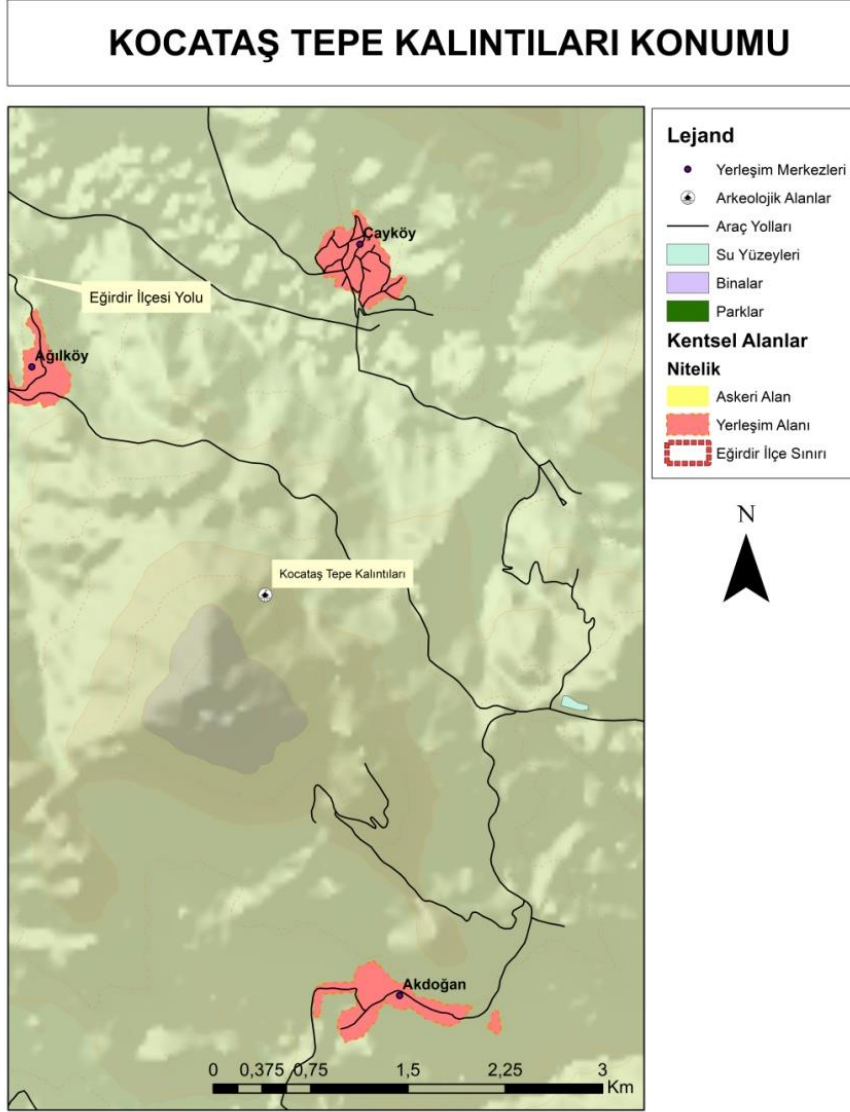 KOCATAŞ TEPE KALINTILARI KONUMU
Lejand
Yerleşim Merkezleri
Arkeolojik Alanlar
Araç Yolları
Su Yüzeyleri
Binalar
Parklar
Kentsel Alanlar
Nitelik
Askeri Alan
Yerleşim Alanı
Eğirdir İlçe Sınırı
N
Çayköy
Eğirdir İlçesi Yolu
Ağılköy
Kocataş Tepe Kalıntıları
Akdoğan
0 0,375 0,75 1,5 2,25 3
Km